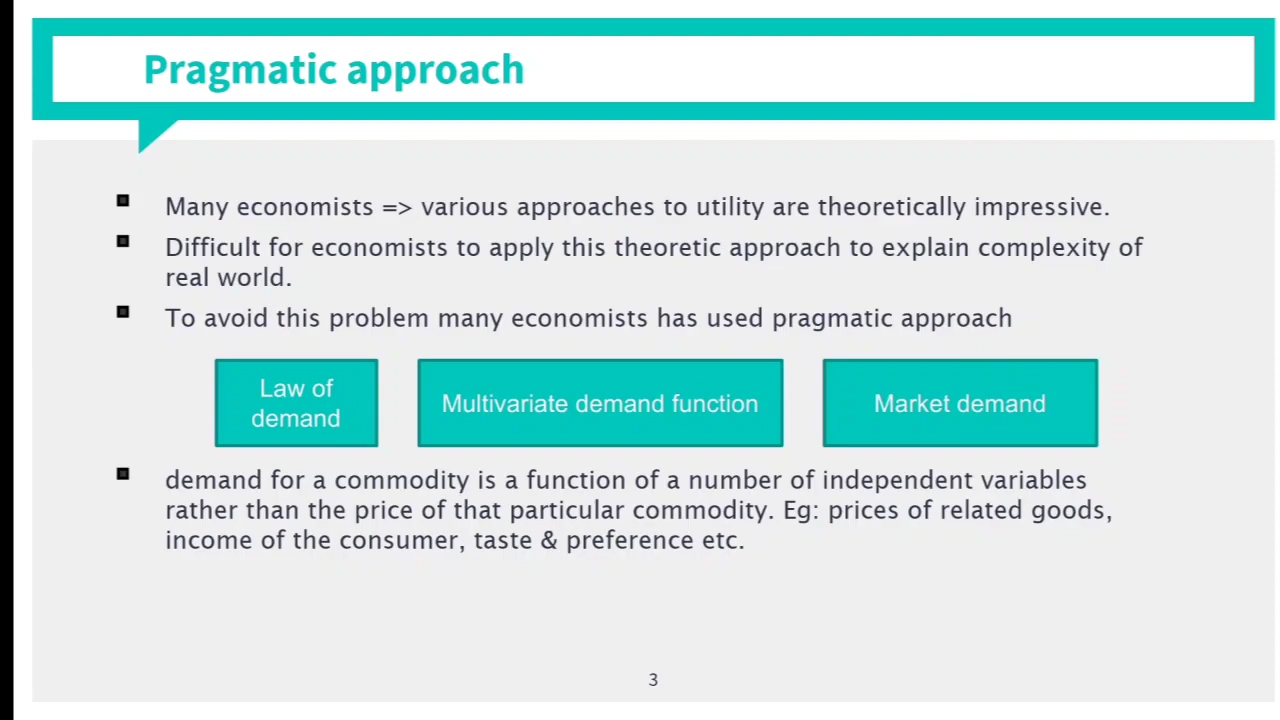 Pragmatic approach
Many economists => various approaches to utility are theoretically impressive.
Difficult for economists to apply this theoretic approach to explain complexity of
real world.
To avoid this problem many economists has used pragmatic approach
Law of
demand
Multivariate demand function
Market demand
demand for a commodity is a function of a number of independent variables
rather than the price of that particular commodity. Eg: prices of related goods,
income of the consumer, taste & preference etc.
3